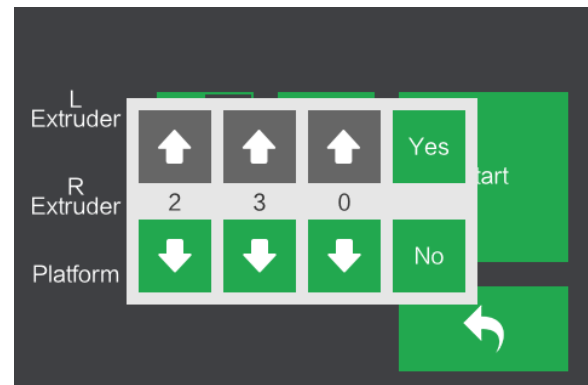 L
Extruder
R
Extruder
Platform
Yes
2 3 0
No
tart